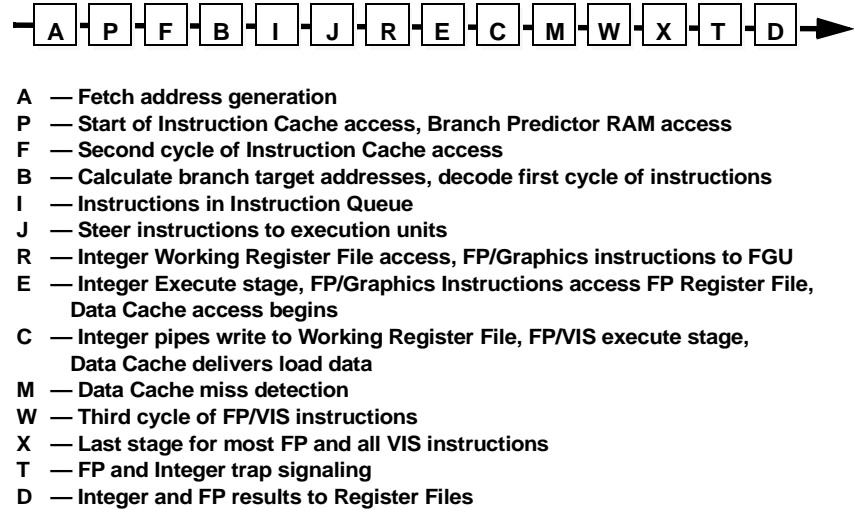 A P F B I J R E C M W X T D
A — Fetch address generation
P — Start of Instruction Cache access, Branch Predictor RAM access
F — Second cycle of Instruction Cache access
B — Calculate branch target addresses, decode first cycle of instructions
I — Instructions in Instruction Queue
J — Steer instructions to execution units
R — Integer Working Register File access, FP/Graphics instructions to FGU
E — Integer Execute stage, FP/Graphics Instructions access FP Register File,
Data Cache access begins
C — Integer pipes write to Working Register File, FP/VIS execute stage,
Data Cache delivers load data
M — Data Cache miss detection
W — Third cycle of FP/VIS instructions
X — Last stage for most FP and all VIS instructions
T — FP and Integer trap signaling
D — Integer and FP results to Register Files